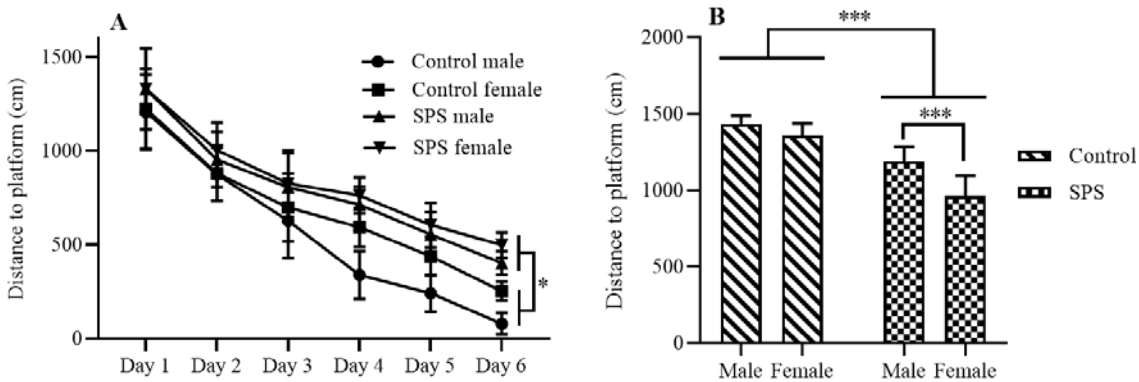 A
Distance to platform (cm)
1500
1000
500
0
Day 1 Day 2 Day 3 Day 4 Day 5 Day 6
Control male
Control female
SPS male
SPS female
*
B
Distance to platform (cm)
2000
1500
1000
500
0
***
***
Male Female Male Female
Control
SPS